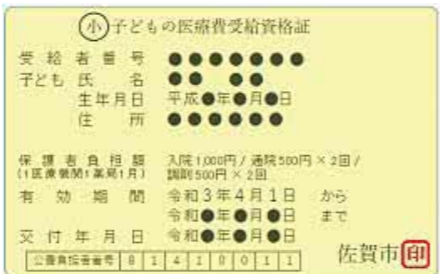 小 子どもの医療費受給資格証
受給者番号 ●●●●●●●
子ども 氏名 ●● ●●
生年月日 平成●年●月●日
住所 ●●●●●●
保護者負担額 入院1,000円/通院500円×2回/
(1医療機関1薬局1月) 調剤500円×2回
有効期間 令和3年4月1日 から
令和●年●月●日 まで
交付年月日 令和●年●月●日
公費負担者番号 8 1 4 1 0 0 1 1
佐賀市 印